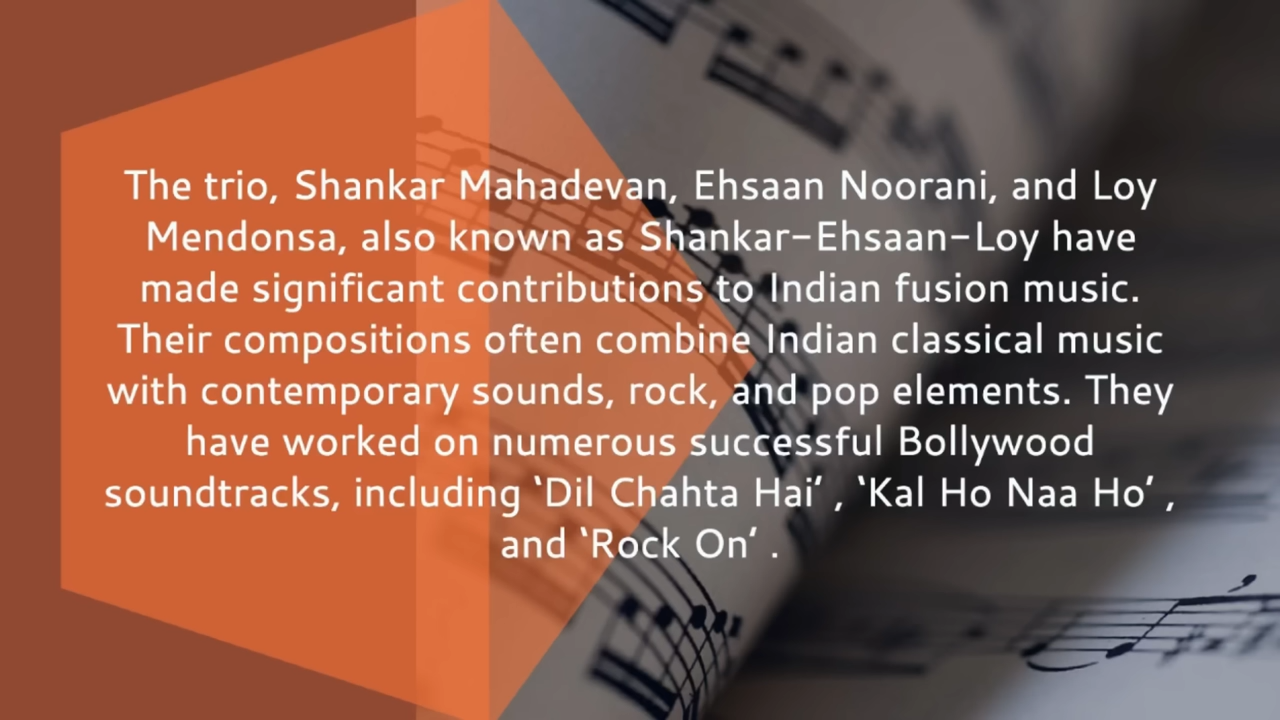 The trio, Shankar Mahadevan, Ehsaan Noorani, and Loy
Mendonsa, also known as Shankar-Ehsaan-Loy have
made significant contributions to Indian fusion music.
Their compositions often combine Indian classical music
with contemporary sounds, rock, and pop elements. They
have worked on numerous successful Bollywood
soundtracks, including ‘Dil Chahta Hai’ , ‘Kal Ho Naa Ho’ ,
and ‘Rock On’ .